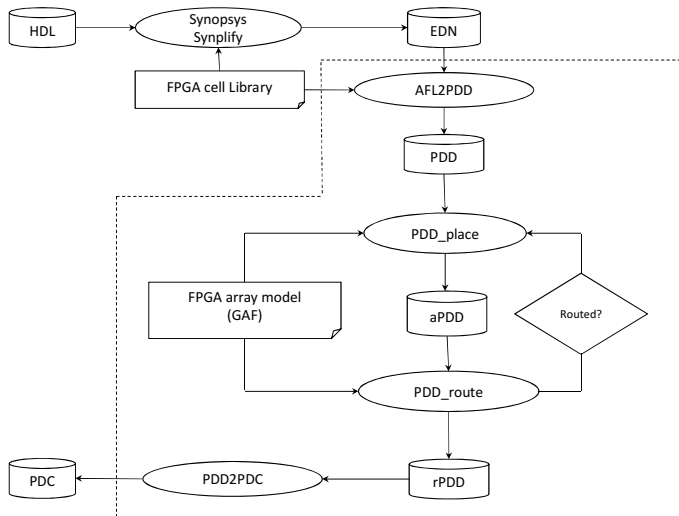 HDL
Synopsys
Synplify
EDN
FPGA cell Library
AFL2PDD
PDD
PDD_place
FPGA array model
(GAF)
aPDD
Routed?
PDD_route
PDC
PDD2PDC
rPDD